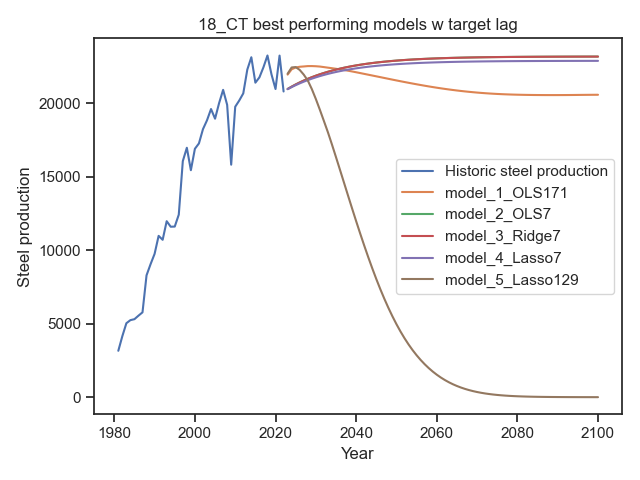 18_CT best performing models w target lag
Steel production
20000
15000
10000
5000
0
Historic steel production
model_1_OLS171
model_2_OLS7
model_3_Ridge7
model_4_Lasso7
model_5_Lasso129
1980 2000 2020 2040 2060 2080 2100
Year